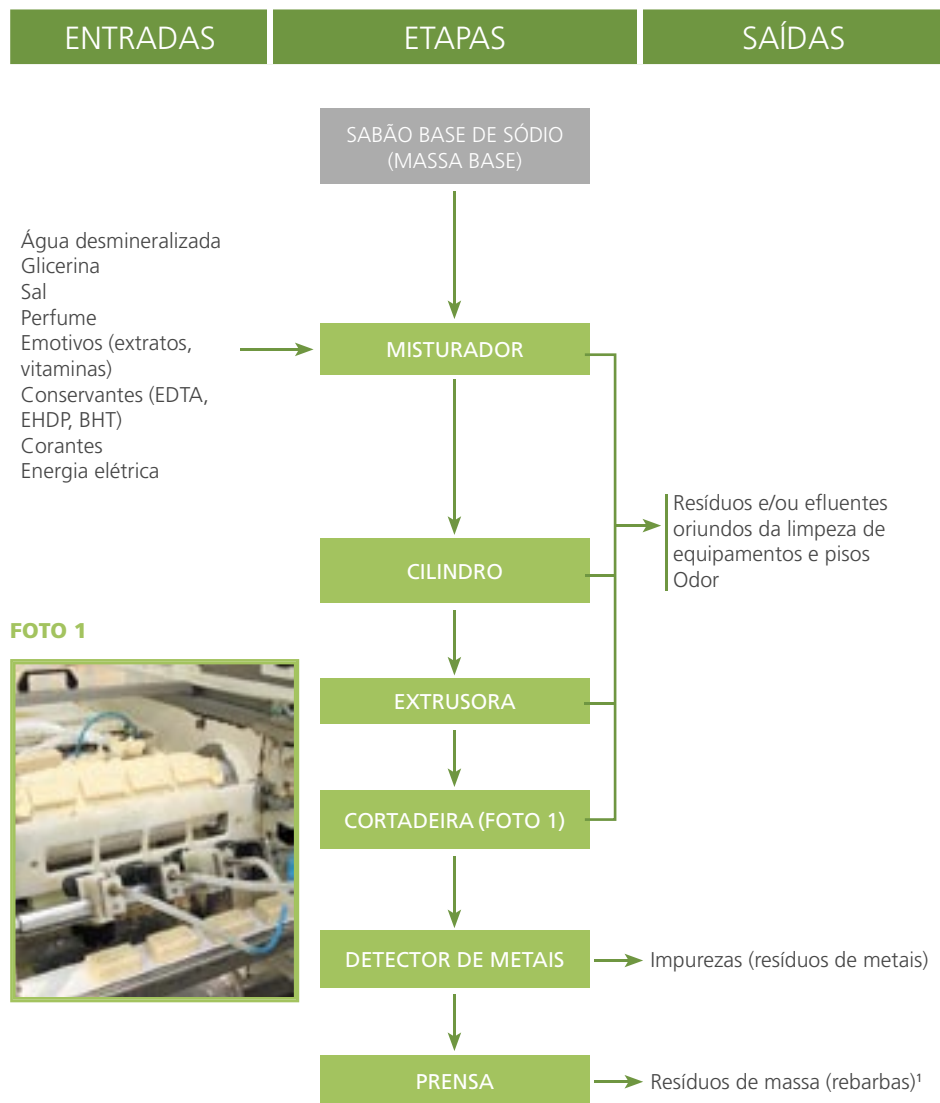 ENTRADAS
ETAPAS
SAÍDAS
SABÃO BASE DE SÓDIO
(MASSA BASE)
Água desmineralizada
Glicerina
Sal
Perfume
Emotivos (extratos,
vitaminas)
Conservantes (EDTA,
EHDP, BHT)
Corantes
Energia elétrica
MISTURADOR
Resíduos e/ou efluentes
oriundos da limpeza de
equipamentos e pisos
Odor
CILINDRO
FOTO 1
EXTRUSORA
CORTADEIRA (FOTO 1)
DETECTOR DE METAIS
Impurezas (resíduos de metais)
PRENSA
Resíduos de massa (rebarbas)¹